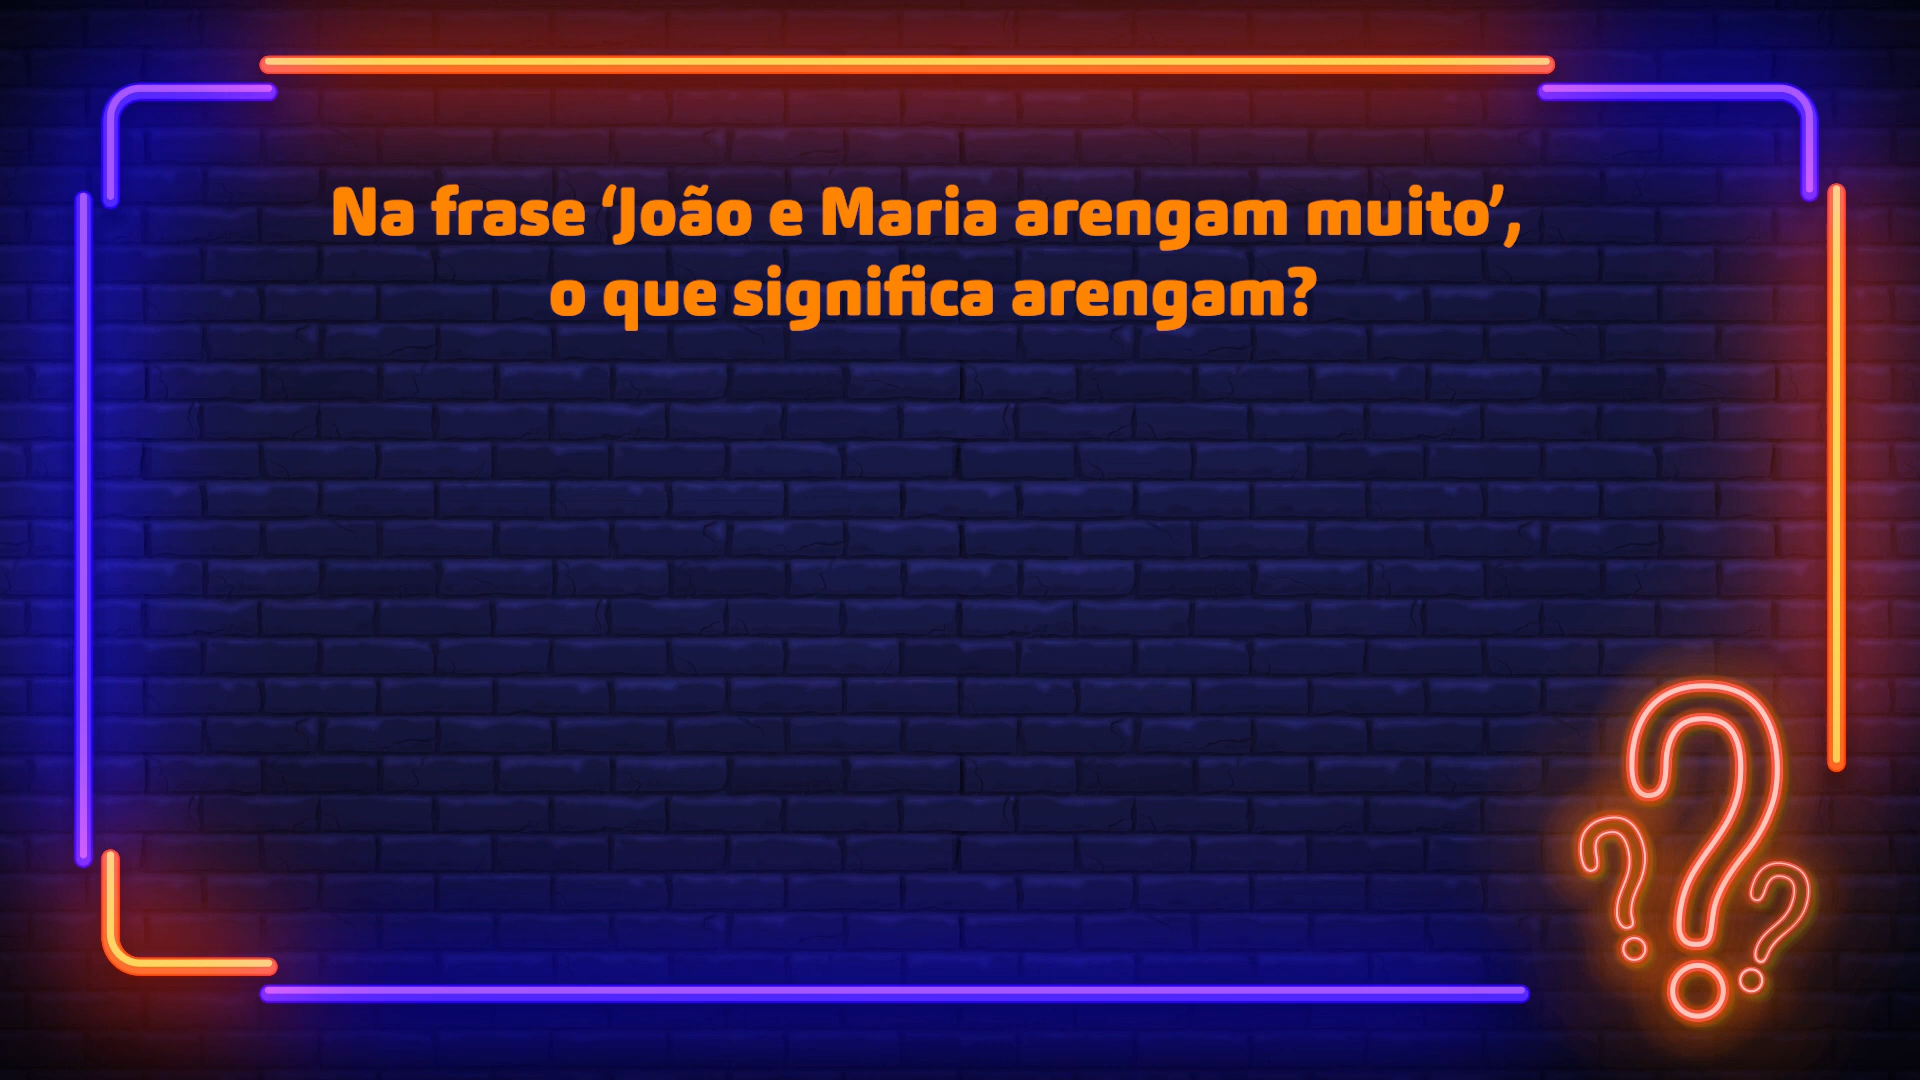 Na frase ‘João e Maria arengam muito’,
o que significa arengam?